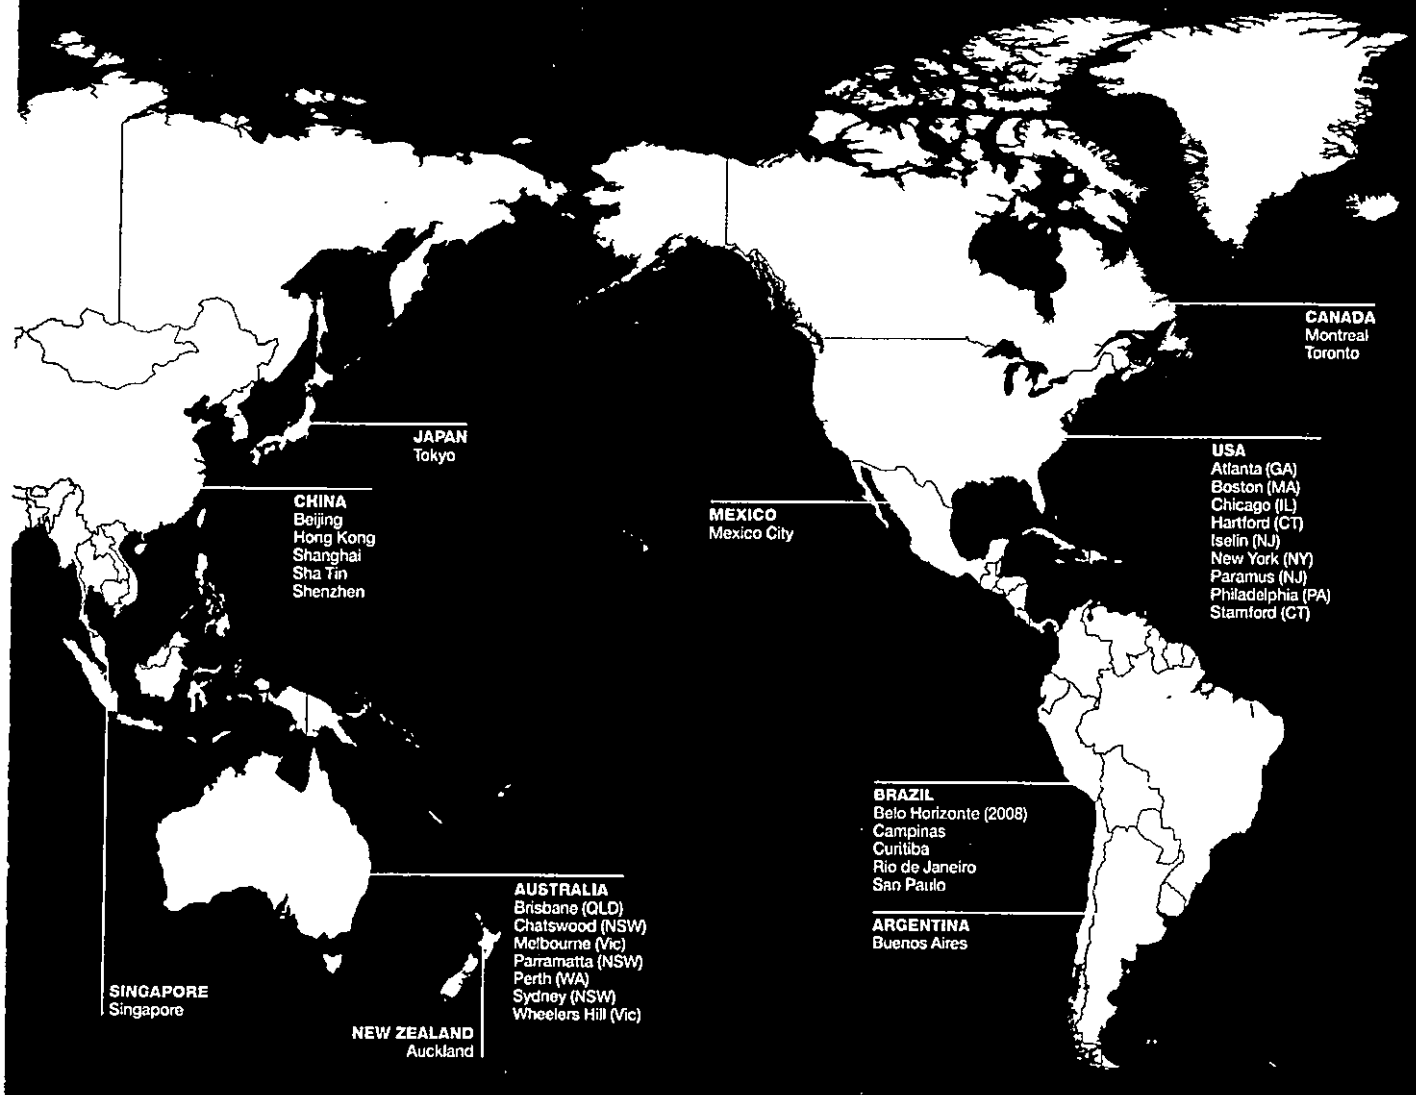 CANADA
Montreal
Toronto
JAPAN
Tokyo
USA
Atlanta (GA)
Boston (MA)
Chicago (IL)
Hartford (CT)
Iselin (NJ)
New York (NY)
Paramus (NJ)
Philadelphia (PA)
Stamford (CT)
CHINA
Beijing
Hong Kong
Shanghai
Sha Tin
Shenzhen
MEXICO
Mexico City
BRAZIL
Belo Horizonte (2008)
Campinas
Curitiba
Rio de Janeiro
Sao Paulo
AUSTRALIA
Brisbane (QLD)
Chatswood (NSW)
Melbourne (Vic)
Parramatta (NSW)
Perth (WA)
Sydney (NSW)
Wheelers Hill (Vic)
ARGENTINA
Buenos Aires
SINGAPORE
Singapore
NEW ZEALAND
Auckland